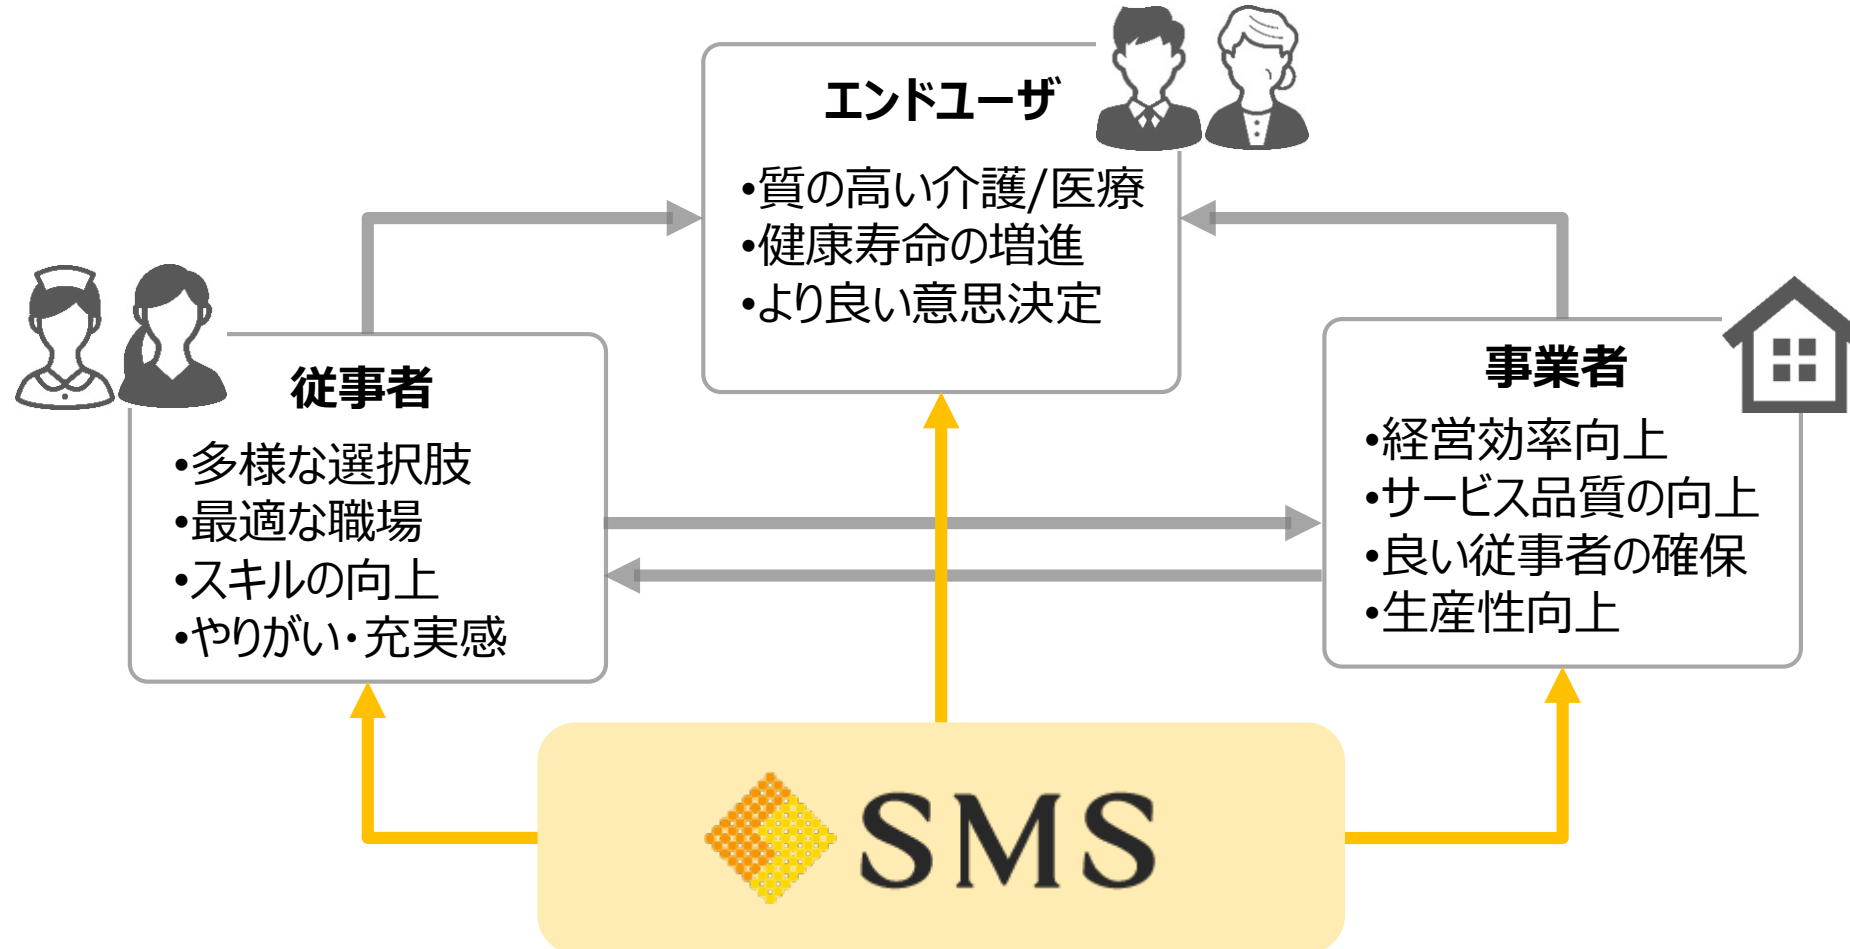 エンドユーザ
•質の高い介護/医療
•健康寿命の増進
•より良い意思決定
従事者
•多様な選択肢
•最適な職場
•スキルの向上
•やりがい・充実感
事業者
•経営効率向上
•サービス品質の向上
•良い従事者の確保
•生産性向上
SMS